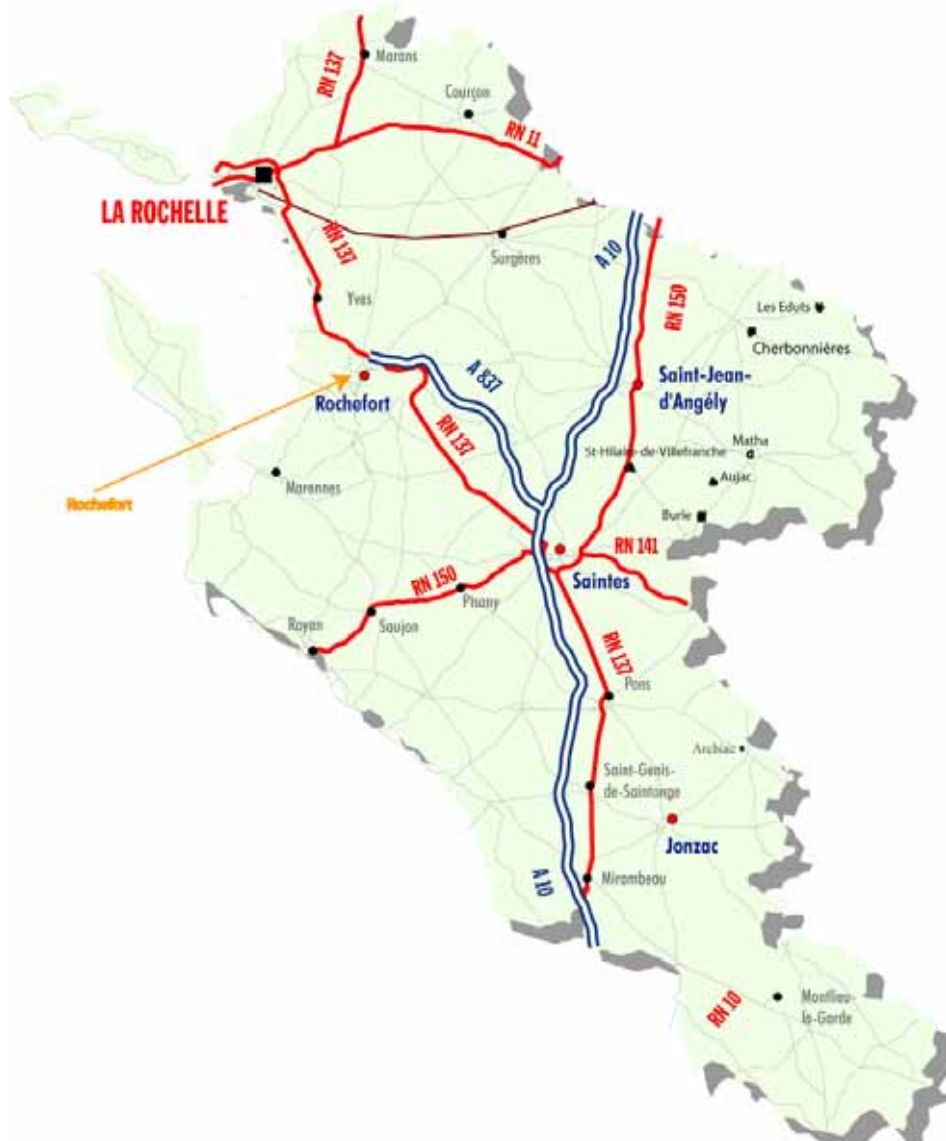 Marans
RN 137
Courçon
RN 11
LA ROCHELLE
RN 137
Surgères
A 10
RN 150
Yves
Les Eduts
Cherbonnières
A 837
Saint-Jean-
d'Angély
Rochefort
RN 137
Matha
St-Hilaire-de-Villefranche
Marennes
Aujac
Rochefort
Burie
RN 141
Saintes
RN 150
Pisany
Royan
Saujon
RN 137
Pons
Archiac
Saint-Genis-
de-Saintonge
Jonzac
A 10
Mirambeau
RN 10
Montlieu-
la-Garde